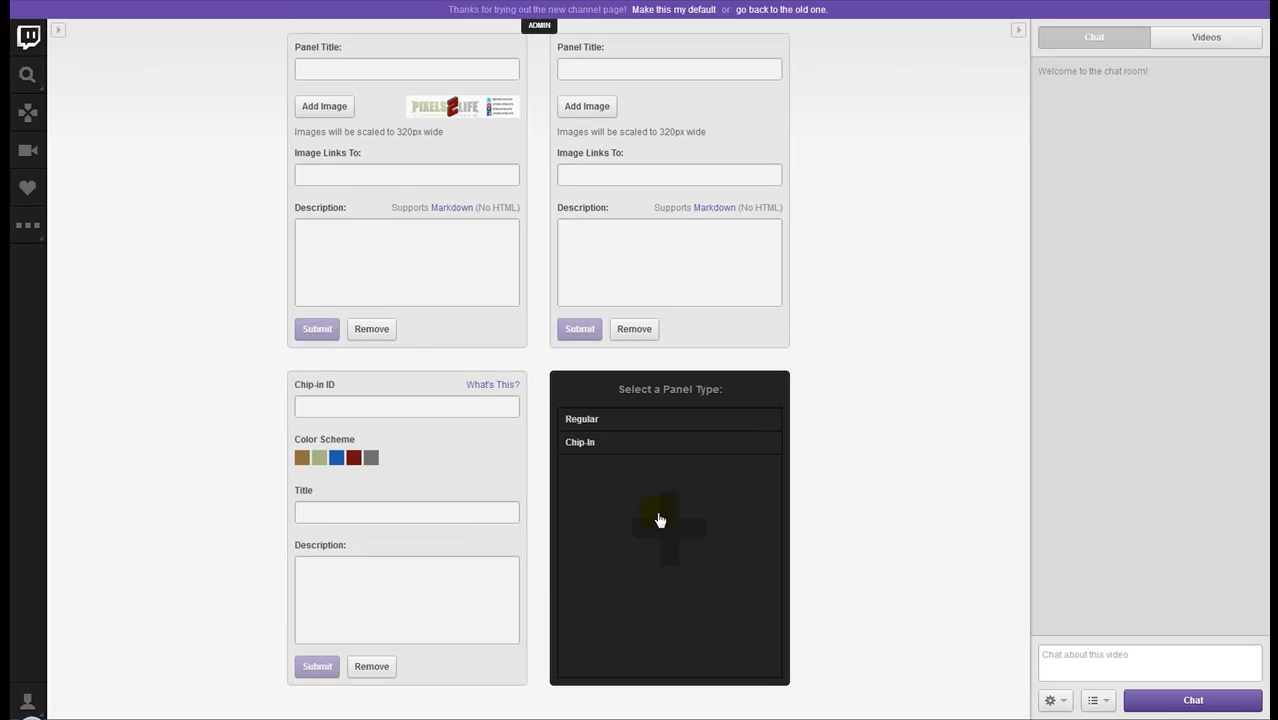 Thanks for trying out the new channel page! Make this my default or go back to the old one.
ADMIN
Panel Title:
Add Image
PIXELS2LIFE
Images will be scaled to 320px wide
Image Links To:
Description: Supports Markdown (No HTML)
Submit Remove
Panel Title:
Add Image
Images will be scaled to 320px wide
Image Links To:
Description: Supports Markdown (No HTML)
Submit Remove
Chip-in ID What's This?
Color Scheme
Title
Description:
Submit Remove
Select a Panel Type:
Regular
Chip-In
Chat Videos
Welcome to the chat room!
Chat about this video
Chat